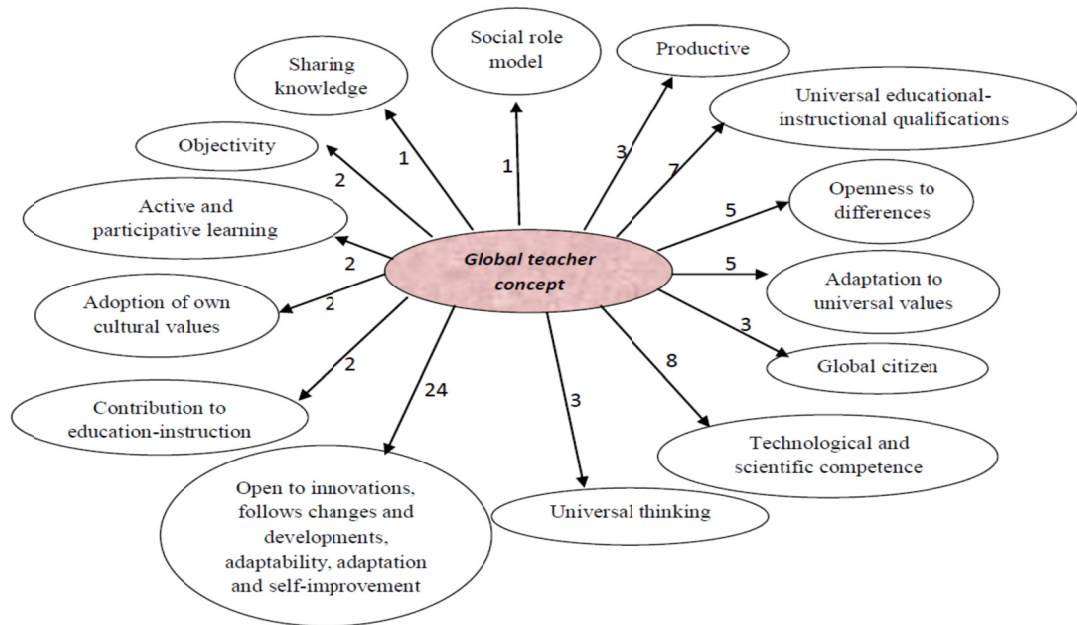 Social role
model
Productive
Sharing
knowledge
Universal educational-
instructional qualifications
Objectivity
1
1
3
7
2
Active and
participative learning
Openness to
differences
5
Global teacher
concept
2
5
Adaptation to
universal values
Adoption of own
cultural values
2
3
Global citizen
2
8
24
3
Contribution to
education-instruction
Technological and
scientific competence
Open to innovations,
follows changes and
developments,
adaptability, adaptation
and self-improvement
Universal thinking